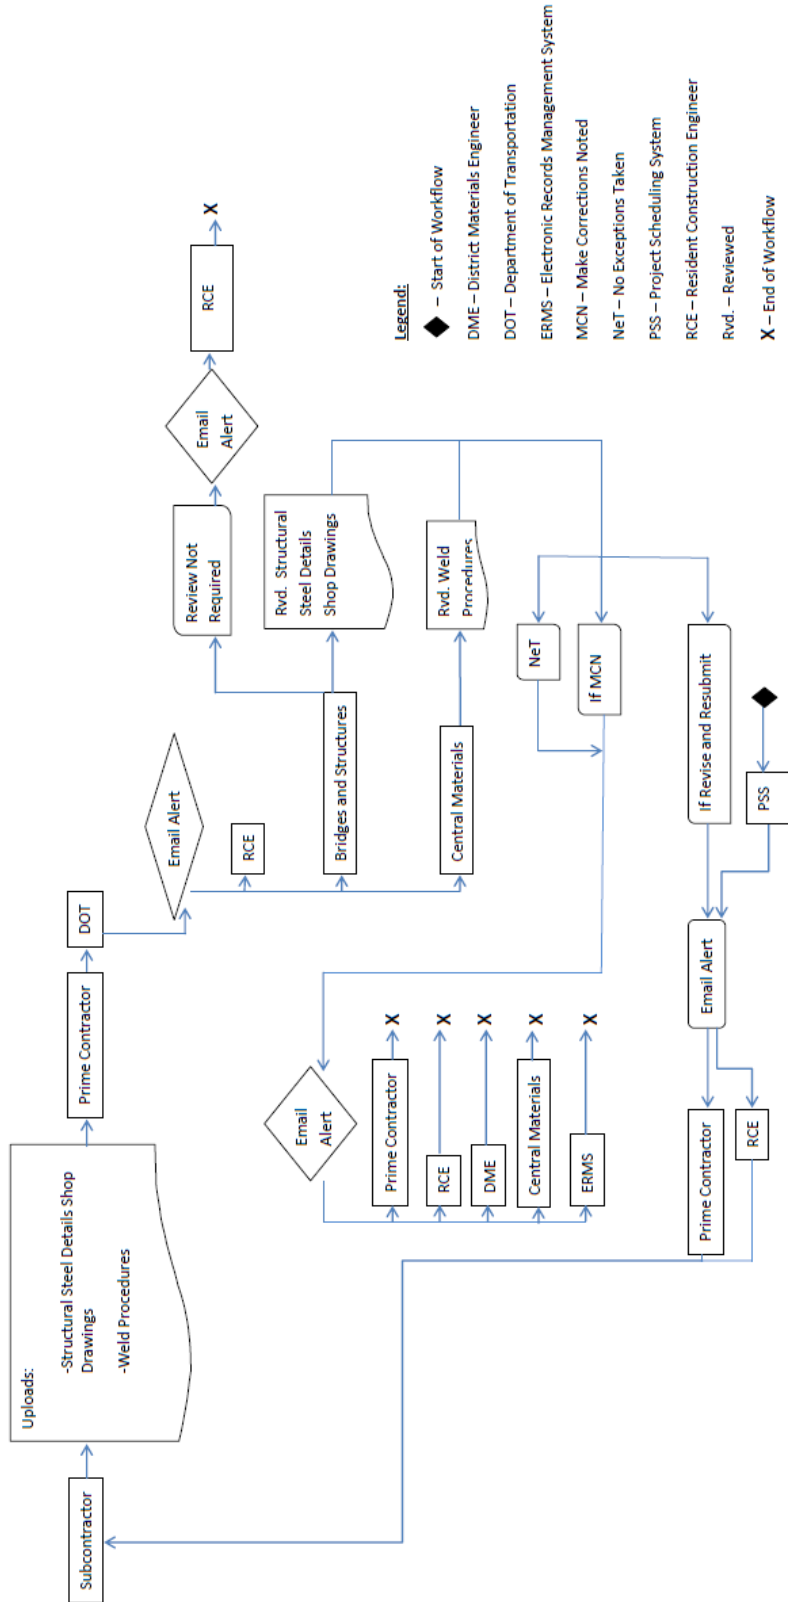 Subcontractor
Uploads:
-Structural Steel Details Shop
Drawings
-Weld Procedures
Prime Contractor
DOT
Email Alert
RCE
Bridges and Structures
Central Materials
Review Not
Required
Email
Alert
RCE
X
Rvd. Structural
Steel Details
Shop Drawings
Rvd. Weld
Procedures
NeT
If MCN
If Revise and Resubmit
Email
Alert
Prime Contractor
X
RCE
X
DME
X
Central Materials
X
ERMS
X
PSS
Email Alert
Prime Contractor
RCE
Legend:
– Start of Workflow
DME – District Materials Engineer
DOT – Department of Transportation
ERMS – Electronic Records Management System
MCN – Make Corrections Noted
NeT – No Exceptions Taken
PSS – Project Scheduling System
RCE – Resident Construction Engineer
Rvd. – Reviewed
X – End of Workflow